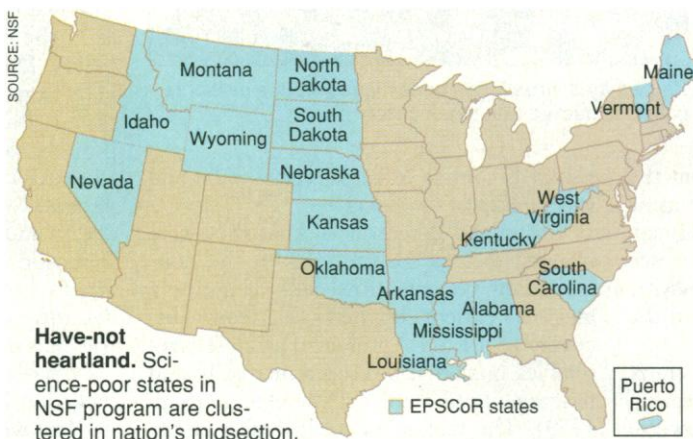 SOURCE: NSF
Montana
North
Dakota
Maine
Vermont
Idaho
Wyoming
South
Dakota
Nevada
Nebraska
West
Virginia
Kansas
Kentucky
Oklahoma
South
Carolina
Arkansas
Alabama
Mississippi
Louisiana
Have-not
heartland. Sci-
ence-poor states in
NSF program are clus-
tered in nation's midsection.
EPSCoR states
Puerto
Rico